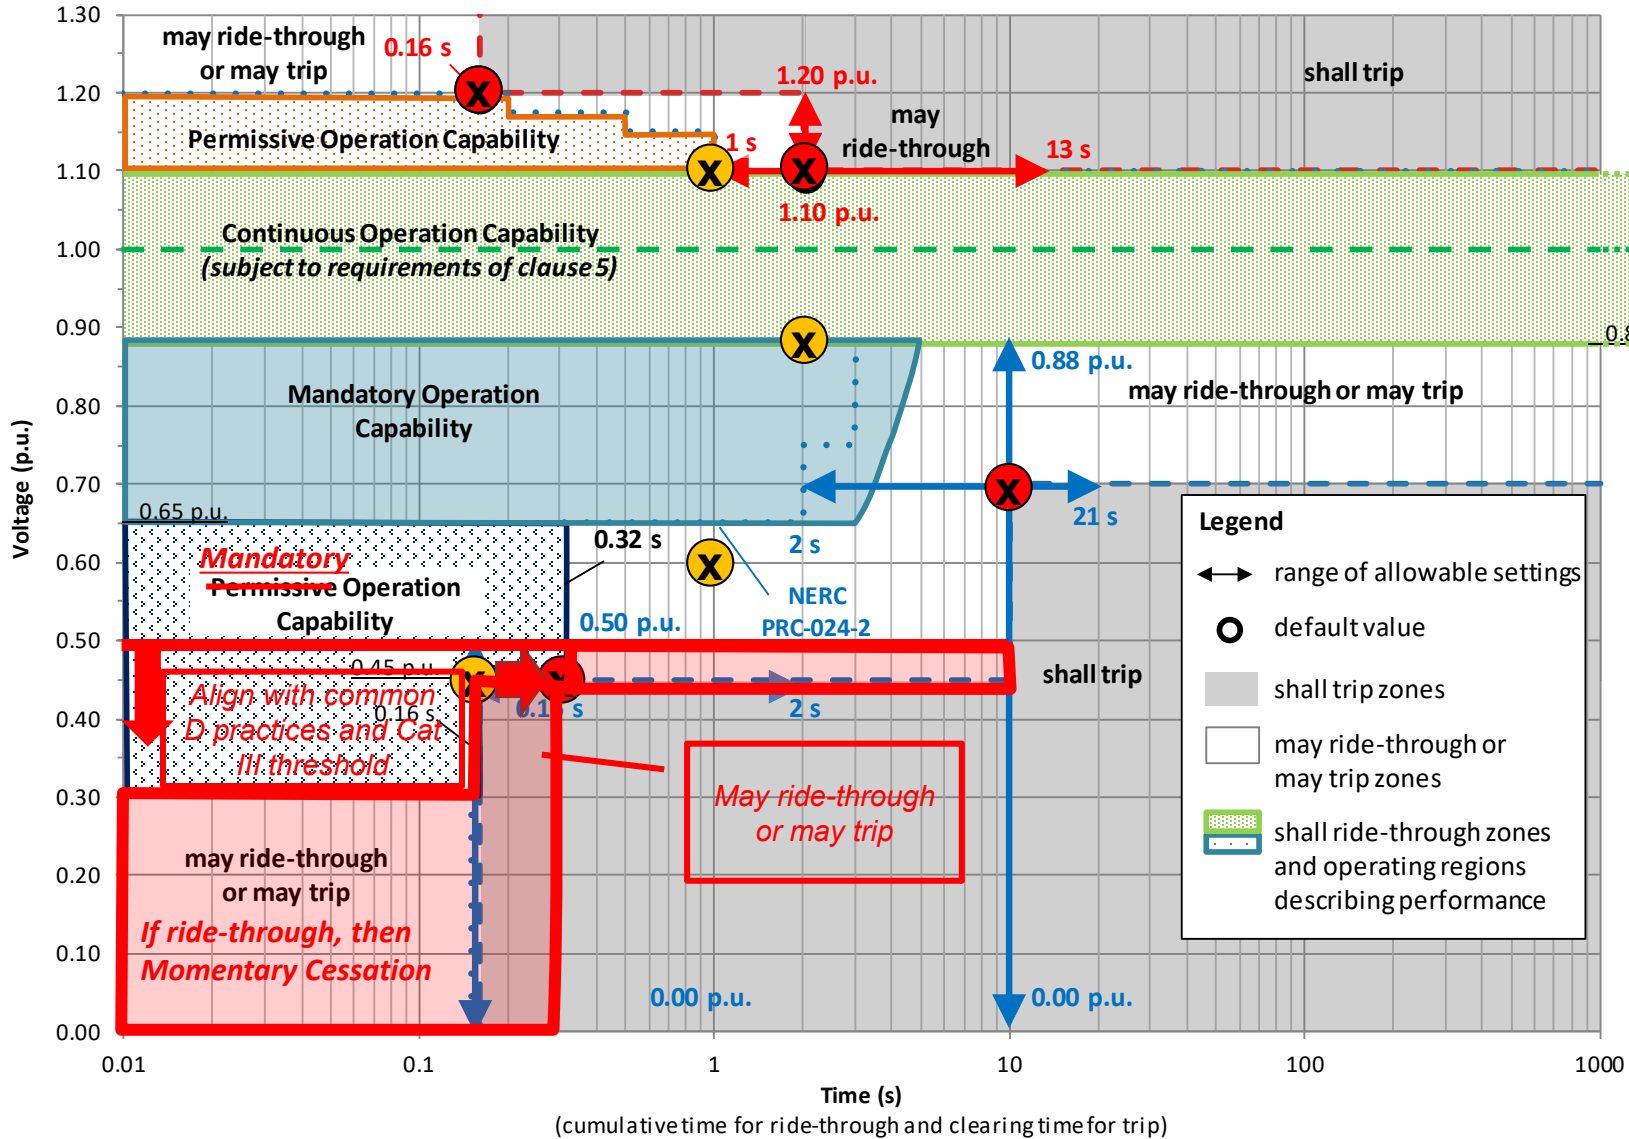 1.30
1.20
1.10
1.00
0.90
0.80
0.70
0.60
0.50
0.40
0.30
0.20
0.10
0.00
Voltage (p.u.)
0.01
0.1
1
10
100
1000
Time (s)
(cumulative time for ride-through and clearing time for trip)
may ride-through
or may trip
0.16 s
x
1.20 p.u.
shall trip
may
ride-through
Permissive Operation Capability
1 s
x
x
13 s
1.10 p.u.
Continuous Operation Capability
(subject to requirements of clause 5)
x
0.8
0.88 p.u.
may ride-through or may trip
Mandatory Operation
Capability
x
21 s
0.65 p.u.
0.32 s
2 s
Mandatory
Permissive Operation
Capability
x
NERC
PRC-024-2
0.50 p.u.
0.45 p.u.
x
x
0.16 s
2 s
shall trip
0.16 s
Align with common
D practices and Cat
III threshold
May ride-through
or may trip
may ride-through
or may trip
If ride-through, then
Momentary Cessation
0.00 p.u.
0.00 p.u.
Legend
range of allowable settings
default value
shall trip zones
may ride-through or
may trip zones
shall ride-through zones
and operating regions
describing performance